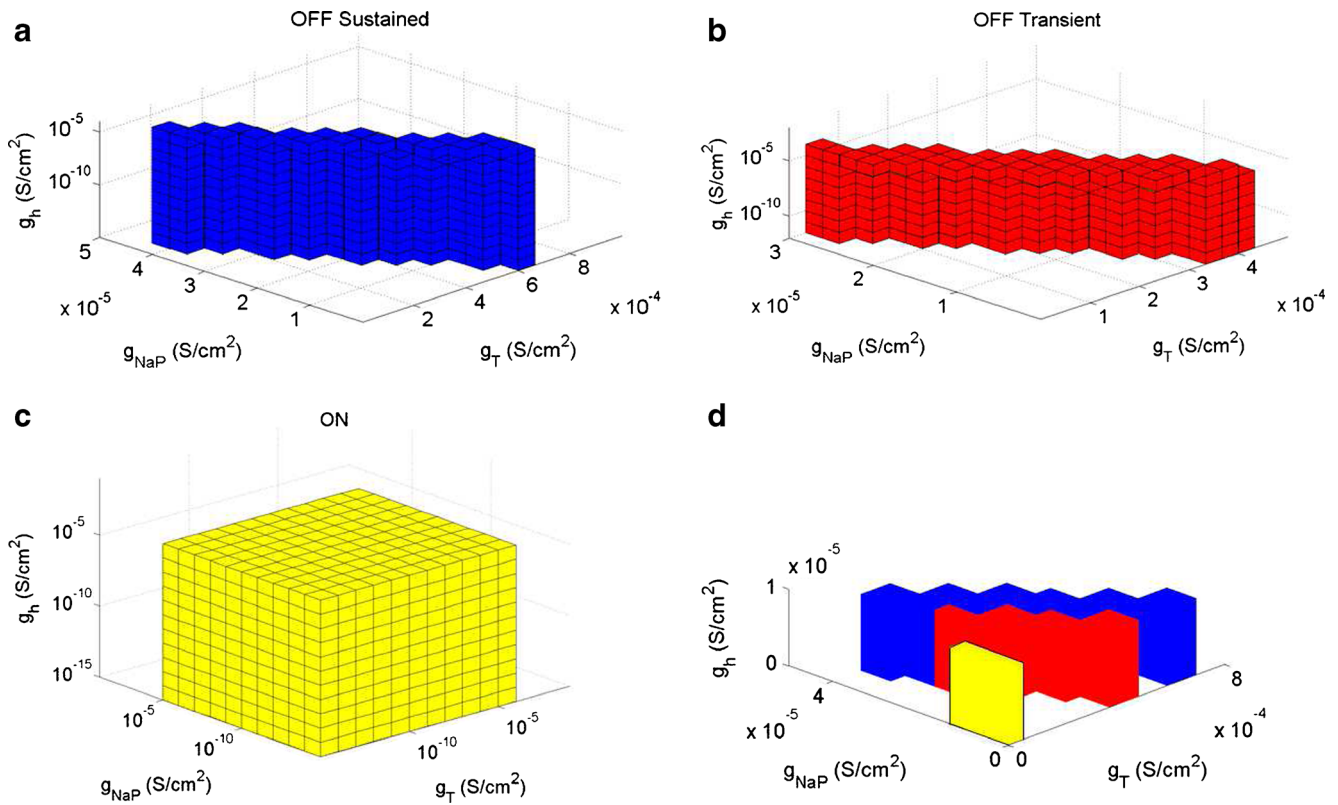 a
OFF Sustained
10^-5
10^-10
g_h (S/cm^2)
5
4
3
2
1
x 10^-5
g_NaP (S/cm^2)
2
4
6
8
x 10^-4
g_T (S/cm^2)
b
OFF Transient
10^-5
10^-10
g_h (S/cm^2)
3
2
1
x 10^-5
g_NaP (S/cm^2)
1
2
3
4
x 10^-4
g_T (S/cm^2)
c
ON
10^-5
10^-10
10^-15
g_h (S/cm^2)
10^-5
10^-10
g_NaP (S/cm^2)
10^-10
10^-5
g_T (S/cm^2)
d
x 10^-5
1
0
g_h (S/cm^2)
4
x 10^-5
0
g_NaP (S/cm^2)
0
8
x 10^-4
g_T (S/cm^2)